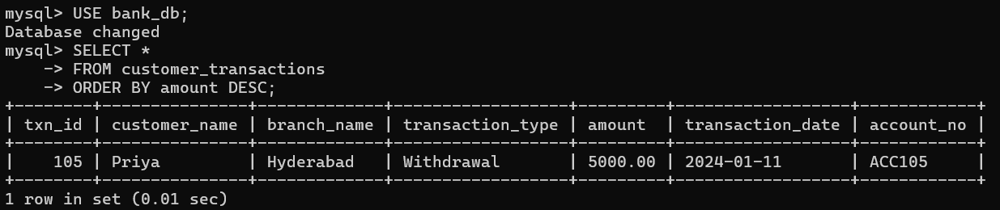 mysql> USE bank_db;
Database changed
mysql> SELECT *
    -> FROM customer_transactions
    -> ORDER BY amount DESC;
+--------+---------------+-------------+------------------+---------+------------------+------------+
| txn_id | customer_name | branch_name | transaction_type | amount  | transaction_date | account_no |
+--------+---------------+-------------+------------------+---------+------------------+------------+
|    105 | Priya         | Hyderabad   | Withdrawal       | 5000.00 | 2024-01-11       | ACC105     |
+--------+---------------+-------------+------------------+---------+------------------+------------+
1 row in set (0.01 sec)